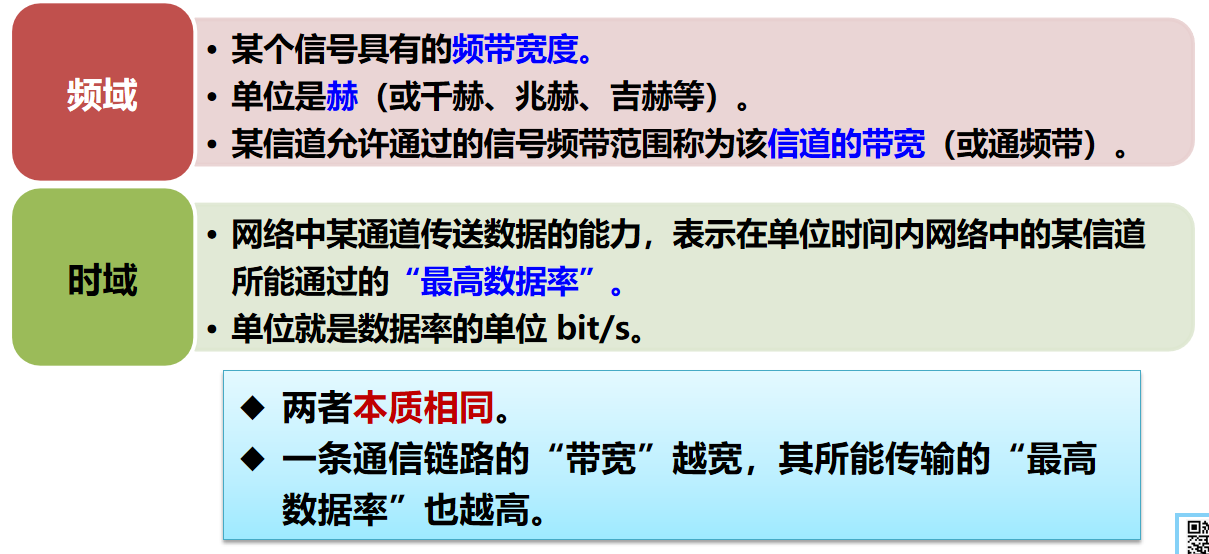 频域
• 某个信号具有的频带宽度。
• 单位是赫（或千赫、兆赫、吉赫等）。
• 某信道允许通过的信号频带范围称为该信道的带宽（或通频带）。
时域
• 网络中某通道传送数据的能力，表示在单位时间内网络中的某信道
所能通过的“最高数据率”。
• 单位就是数据率的单位 bit/s。
◆ 两者本质相同。
◆ 一条通信链路的“带宽”越宽，其所能传输的“最高
数据率”也越高。